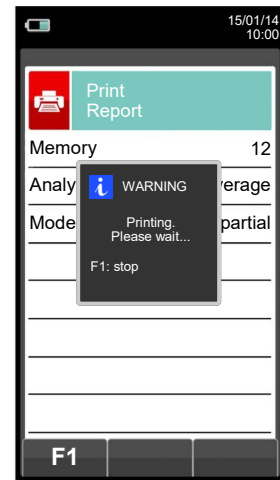 15/01/14
10:00
Print
Report
Memory 12
Analy verage
Mode partial
i WARNING
Printing.
Please wait...
F1: stop
F1